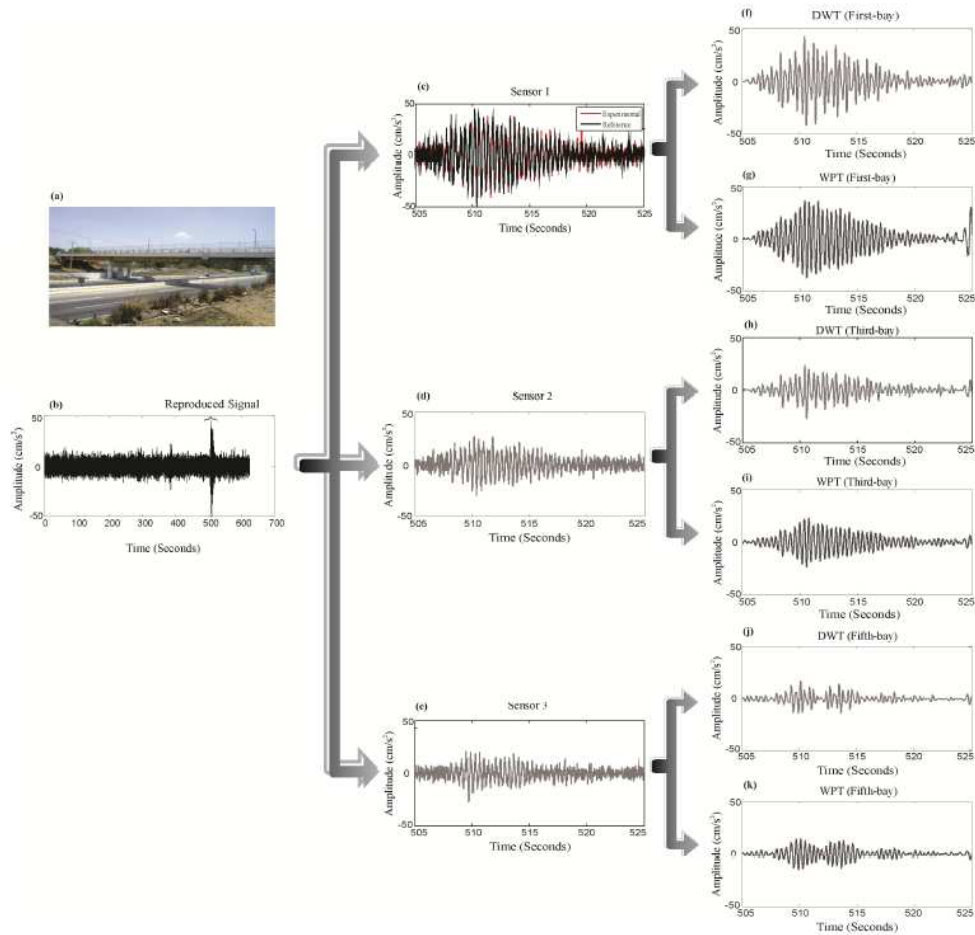 (a)
(b)
Reproduced Signal
Amplitude (cm/s²)
50
0
-50
0 100 200 300 400 500 600 700
Time (Seconds)
(c)
Sensor 1
Experimental
Reference
Amplitude (cm/s²)
50
0
-50
505 510 515 520 525
Time (Seconds)
(d)
Sensor 2
Amplitude (cm/s²)
50
0
-50
505 510 515 520 525
Time (Seconds)
(e)
Sensor 3
Amplitude (cm/s²)
50
0
-50
505 510 515 520 525
Time (Seconds)
(f)
DWT (First-bay)
Amplitude (cm/s²)
50
0
-50
505 510 515 520 525
Time (Seconds)
(g)
WPT (First-bay)
Amplitude (cm/s²)
50
0
-50
505 510 515 520 525
Time (Seconds)
(h)
DWT (Third-bay)
Amplitude (cm/s²)
50
0
-50
505 510 515 520 525
Time (Seconds)
(i)
WPT (Third-bay)
Amplitude (cm/s²)
50
0
-50
505 510 515 520 525
Time (Seconds)
(j)
DWT (Fifth-bay)
Amplitude (cm/s²)
50
0
-50
505 510 515 520 525
Time (Seconds)
(k)
WPT (Fifth-bay)
Amplitude (cm/s²)
50
0
-50
505 510 515 520 525
Time (Seconds)